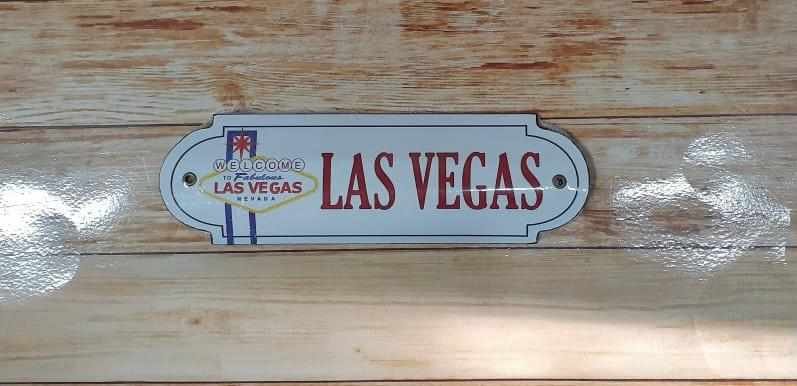 WELCOME
TO Fabulous
LAS VEGAS
NEVADA
LAS VEGAS